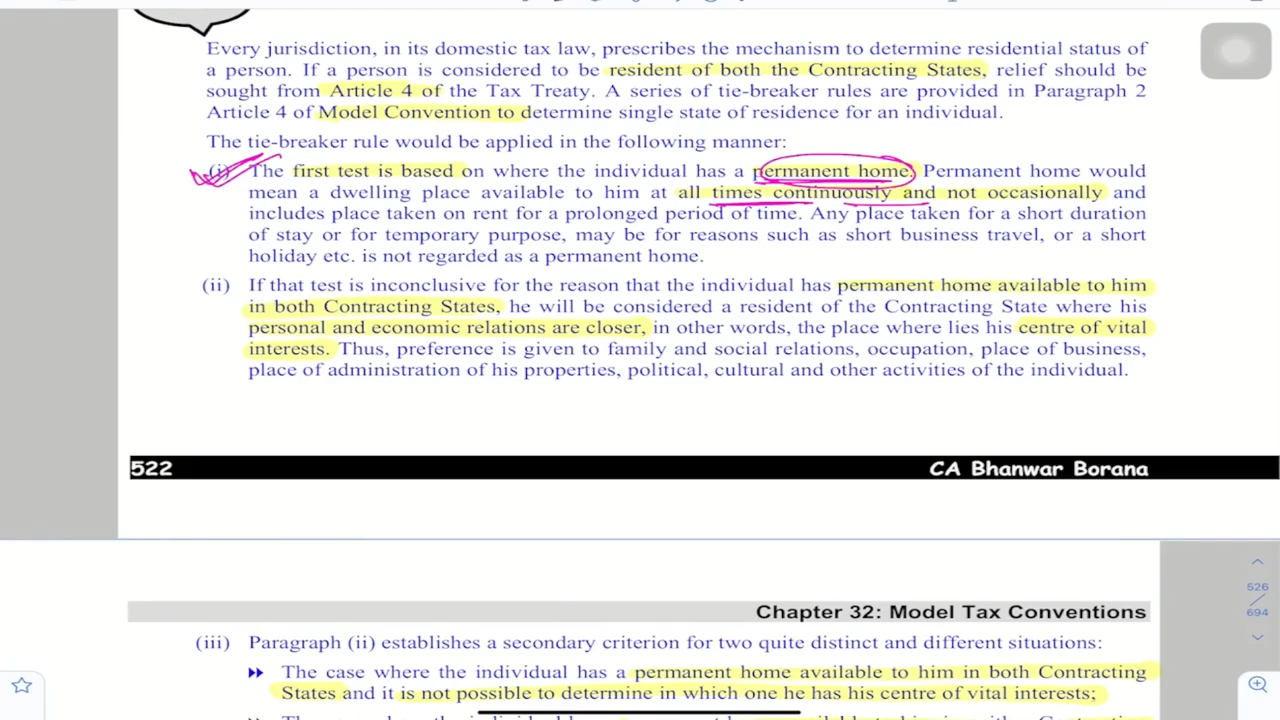 Every jurisdiction, in its domestic tax law, prescribes the mechanism to determine residential status of
a person. If a person is considered to be resident of both the Contracting States, relief should be
sought from Article 4 of the Tax Treaty. A series of tie-breaker rules are provided in Paragraph 2
Article 4 of Model Convention to determine single state of residence for an individual.
The tie-breaker rule would be applied in the following manner:
(i) The first test is based on where the individual has a permanent home. Permanent home would
mean a dwelling place available to him at all times continuously and not occasionally and
includes place taken on rent for a prolonged period of time. Any place taken for a short duration
of stay or for temporary purpose, may be for reasons such as short business travel, or a short
holiday etc. is not regarded as a permanent home.
(ii) If that test is inconclusive for the reason that the individual has permanent home available to him
in both Contracting States, he will be considered a resident of the Contracting State where his
personal and economic relations are closer, in other words, the place where lies his centre of vital
interests. Thus, preference is given to family and social relations, occupation, place of business,
place of administration of his properties, political, cultural and other activities of the individual.
522 CA Bhanwar Borana
526
694
Chapter 32: Model Tax Conventions
(iii) Paragraph (ii) establishes a secondary criterion for two quite distinct and different situations:
The case where the individual has a permanent home available to him in both Contracting
States and it is not possible to determine in which one he has his centre of vital interests;